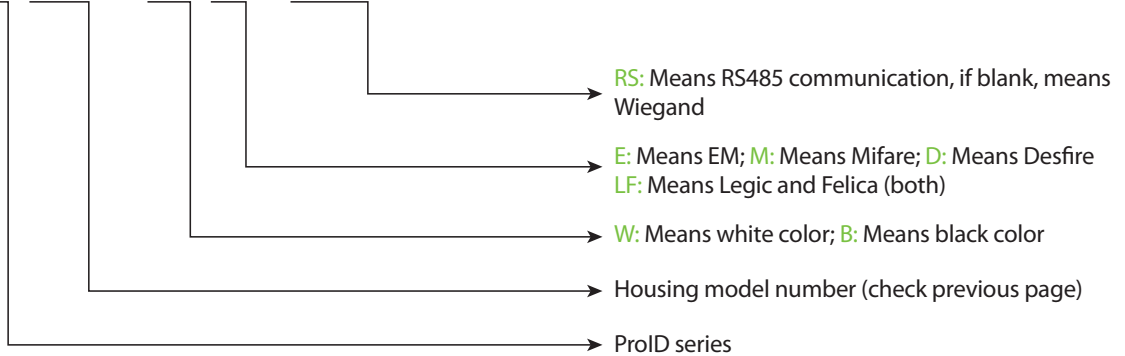 RS: Means RS485 communication, if blank, means
Wiegand
E: Means EM; M: Means Mifare; D: Means Desfire
LF: Means Legic and Felica (both)
W: Means white color; B: Means black color
Housing model number (check previous page)
ProID series